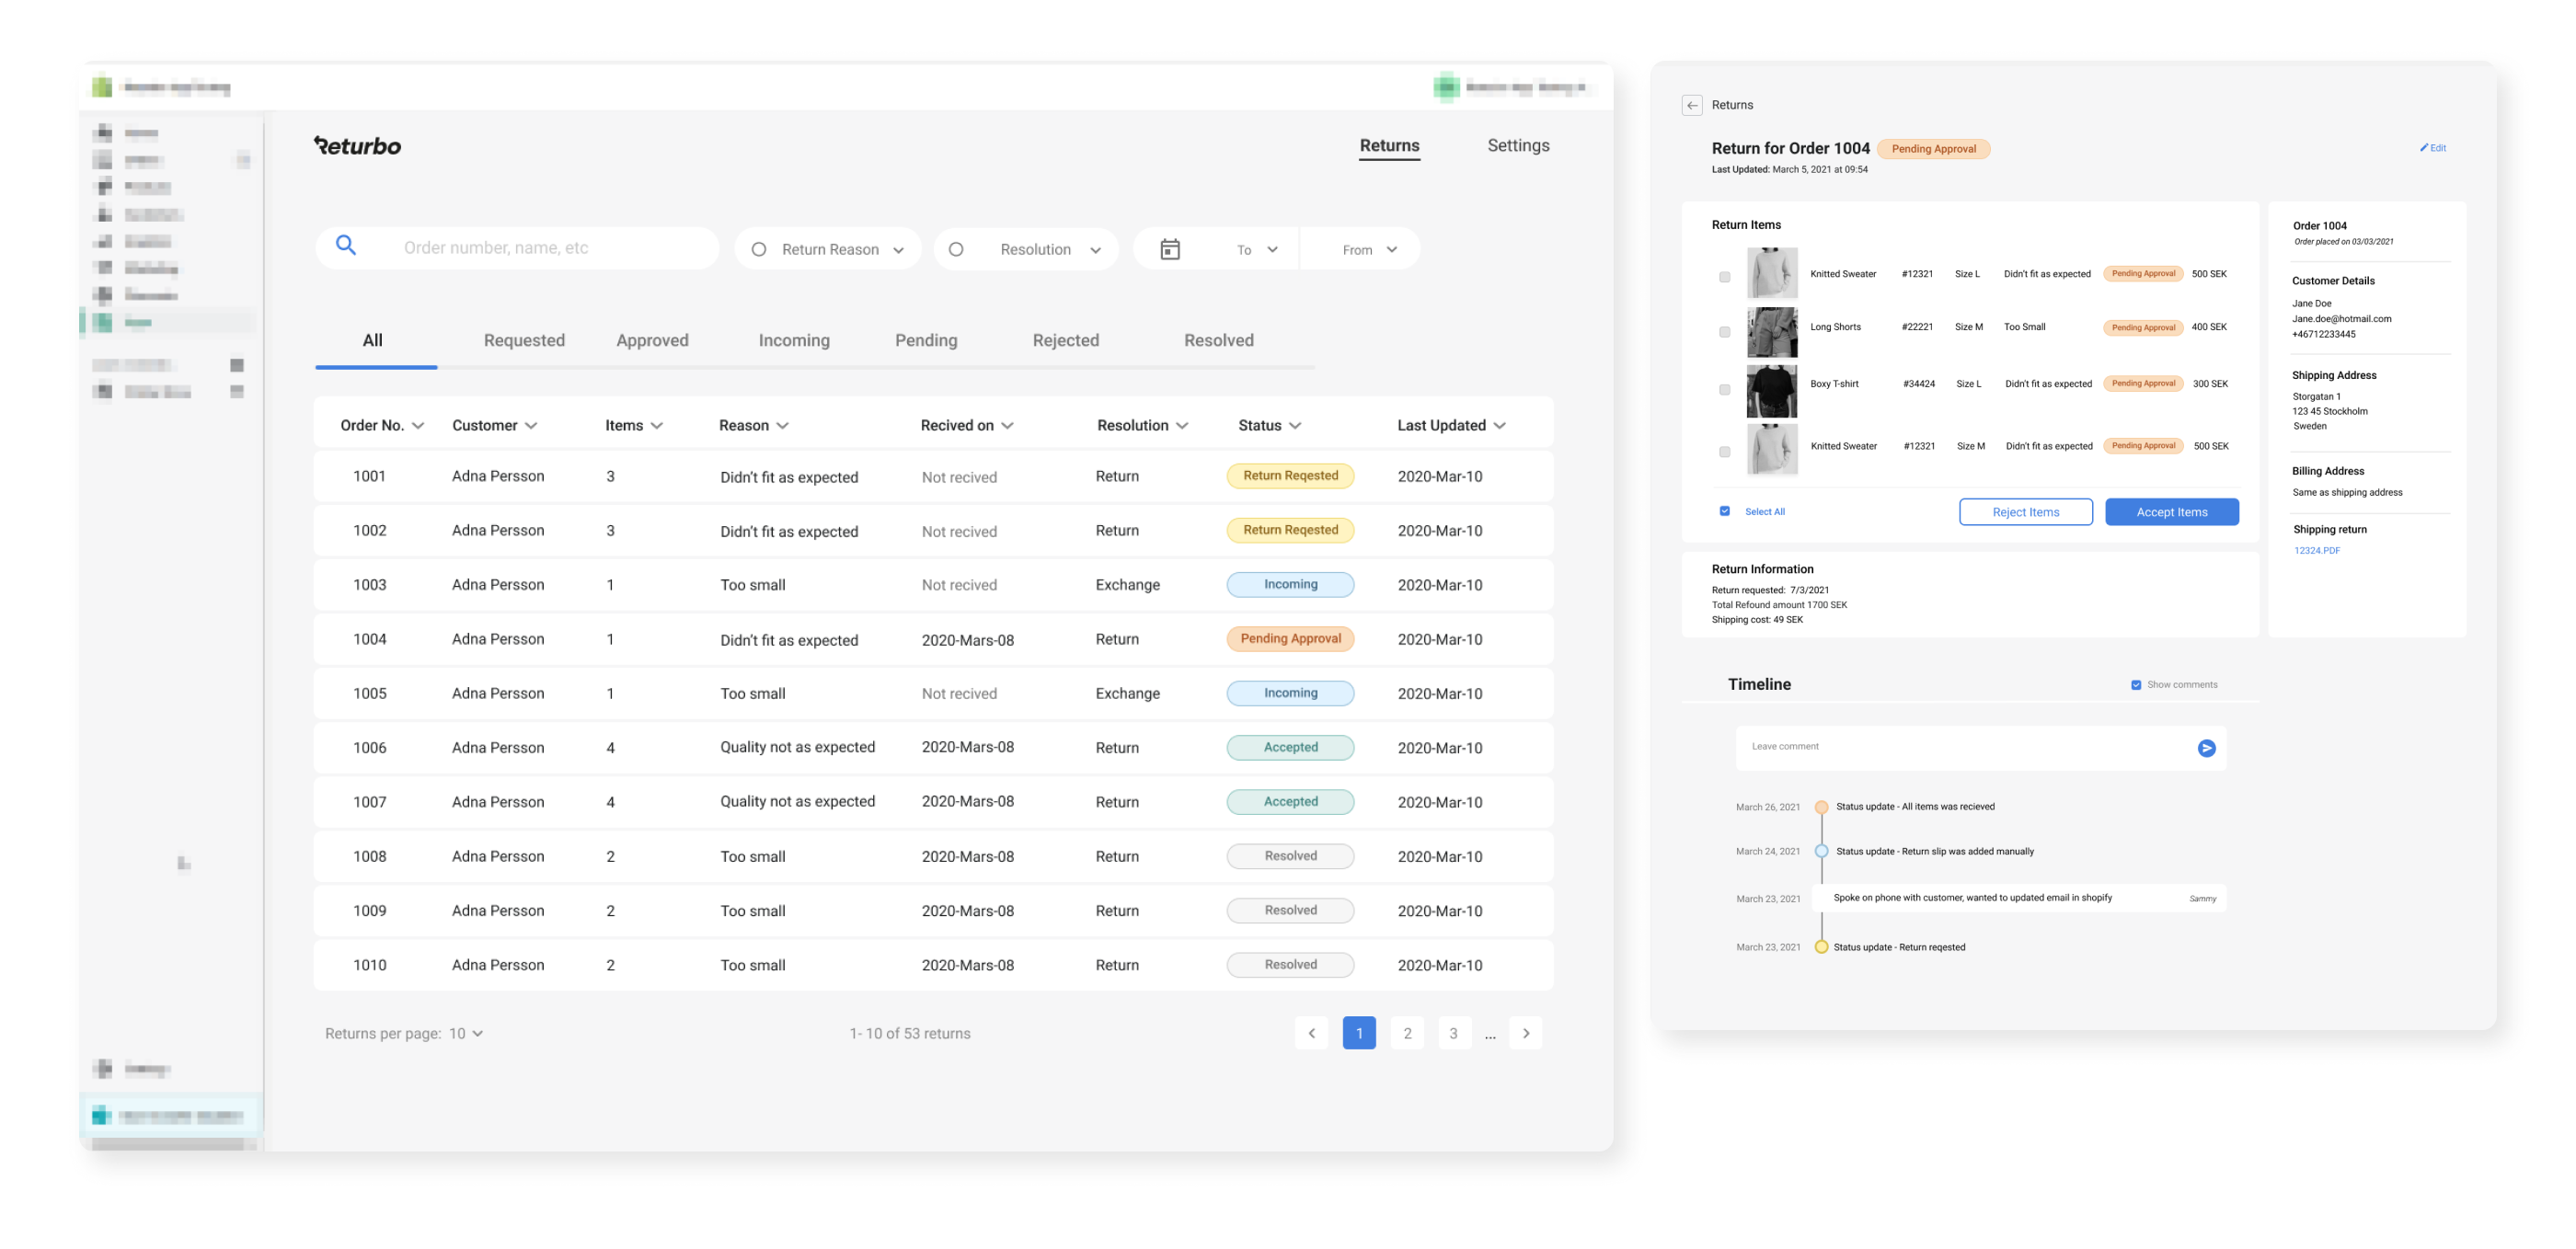 Returbo
Returns Settings
Order number, name, etc Return Reason Resolution To From
All Requested Approved Incoming Pending Rejected Resolved
Order No. Customer Items Reason Recived on Resolution Status Last Updated
1001 Adna Persson 3 Didn't fit as expected Not recived Return Return Reqested 2020-Mar-10
1002 Adna Persson 3 Didn't fit as expected Not recived Return Return Reqested 2020-Mar-10
1003 Adna Persson 1 Too small Not recived Exchange Incoming 2020-Mar-10
1004 Adna Persson 1 Didn't fit as expected 2020-Mars-08 Return Pending Approval 2020-Mar-10
1005 Adna Persson 1 Too small Not recived Exchange Incoming 2020-Mar-10
1006 Adna Persson 4 Quality not as expected 2020-Mars-08 Return Accepted 2020-Mar-10
1007 Adna Persson 4 Quality not as expected 2020-Mars-08 Return Accepted 2020-Mar-10
1008 Adna Persson 2 Too small 2020-Mars-08 Return Resolved 2020-Mar-10
1009 Adna Persson 2 Too small 2020-Mars-08 Return Resolved 2020-Mar-10
1010 Adna Persson 2 Too small 2020-Mars-08 Return Resolved 2020-Mar-10
Returns per page: 10 1- 10 of 53 returns 1 2 3 ...
Returns
Return for Order 1004 Pending Approval Edit
Last Updated: March 5, 2021 at 09:54
Return Items
Knitted Sweater #12321 Size L Didn't fit as expected Pending Approval 500 SEK
Long Shorts #22221 Size M Too Small Pending Approval 400 SEK
Boxy T-shirt #34424 Size L Didn't fit as expected Pending Approval 300 SEK
Knitted Sweater #12321 Size M Didn't fit as expected Pending Approval 500 SEK
Select All Reject Items Accept Items
Return Information
Return requested: 7/3/2021
Total Refound amount 1700 SEK
Shipping cost: 49 SEK
Order 1004
Order placed on 03/03/2021
Customer Details
Jane Doe
Jane.doe@hotmail.com
+46712233445
Shipping Address
Storgatan 1
123 45 Stockholm
Sweden
Billing Address
Same as shipping address
Shipping return
12324.PDF
Timeline Show comments
Leave comment
March 26, 2021 Status update - All items was recieved
March 24, 2021 Status update - Return slip was added manually
March 23, 2021 Spoke on phone with customer, wanted to updated email in shopify Sammy
March 23, 2021 Status update - Return reqested